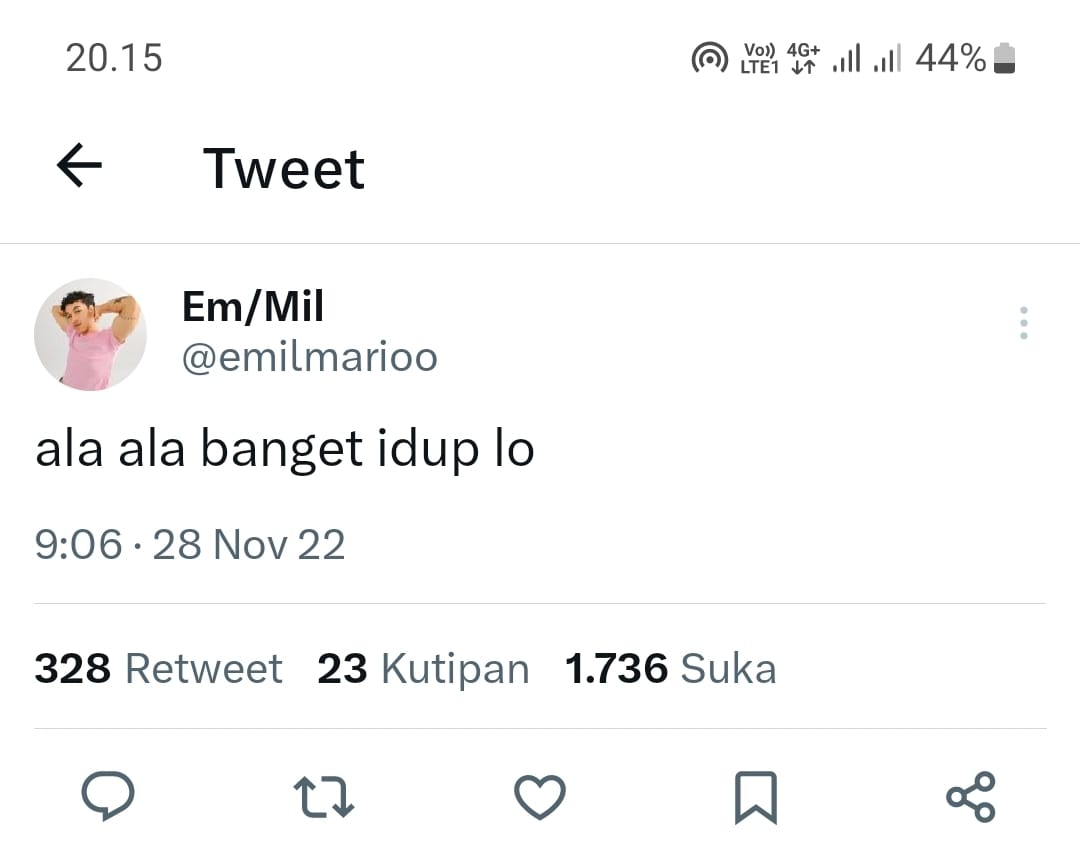 20.15 Vo)) LTE1 4G+ 44%
Tweet
Em/Mil
@emilmarioo
ala ala banget idup lo
9:06 · 28 Nov 22
328 Retweet 23 Kutipan 1.736 Suka